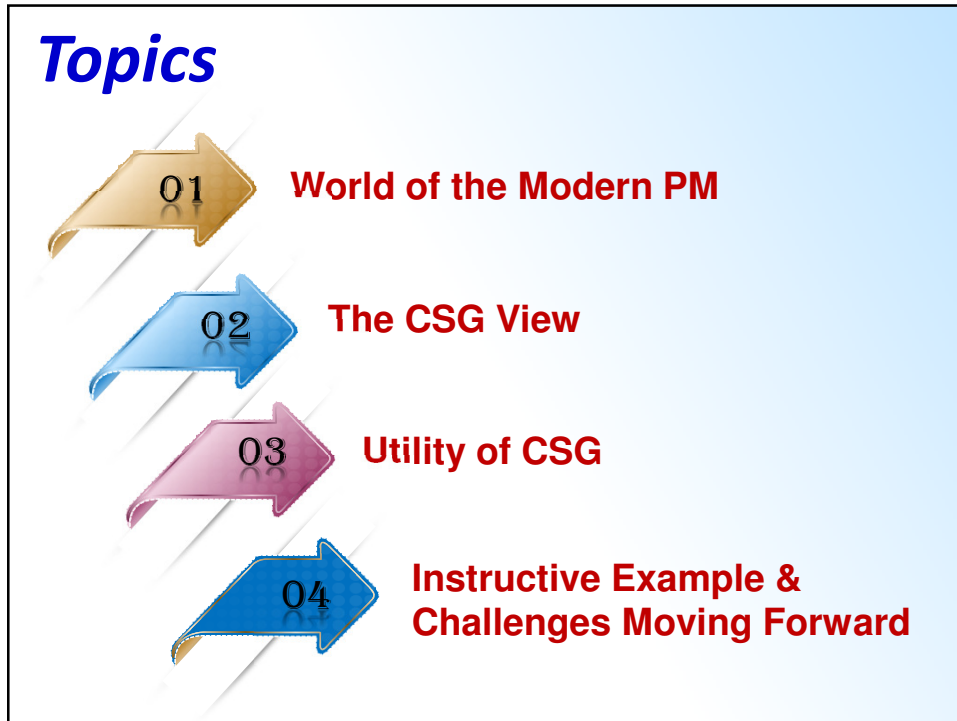 Topics
01
World of the Modern PM
02
The CSG View
03
Utility of CSG
04
Instructive Example &
Challenges Moving Forward